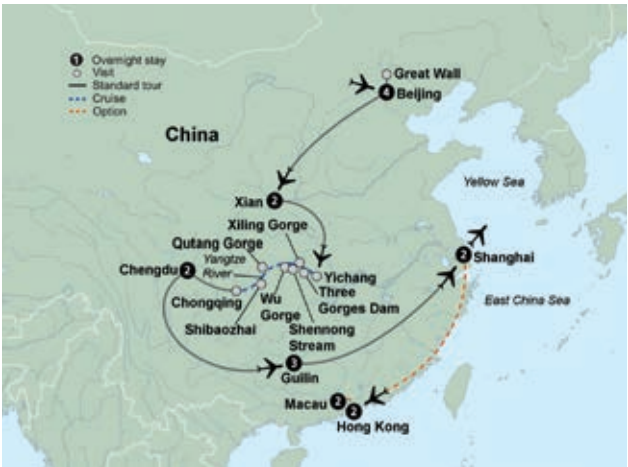 1 Overnight stay
Visit
Standard tour
Cruise
Option
Great Wall
4 Beijing
China
Xian 2
Yellow Sea
Xiling Gorge
Qutang Gorge
Yangtze
River
Chengdu 2
2 Shanghai
Yichang
Three
Gorges Dam
Chongqing
Wu
Gorge
Shibaozhai
Shennong
Stream
East China Sea
3
Guilin
Macau 2
2
Hong Kong